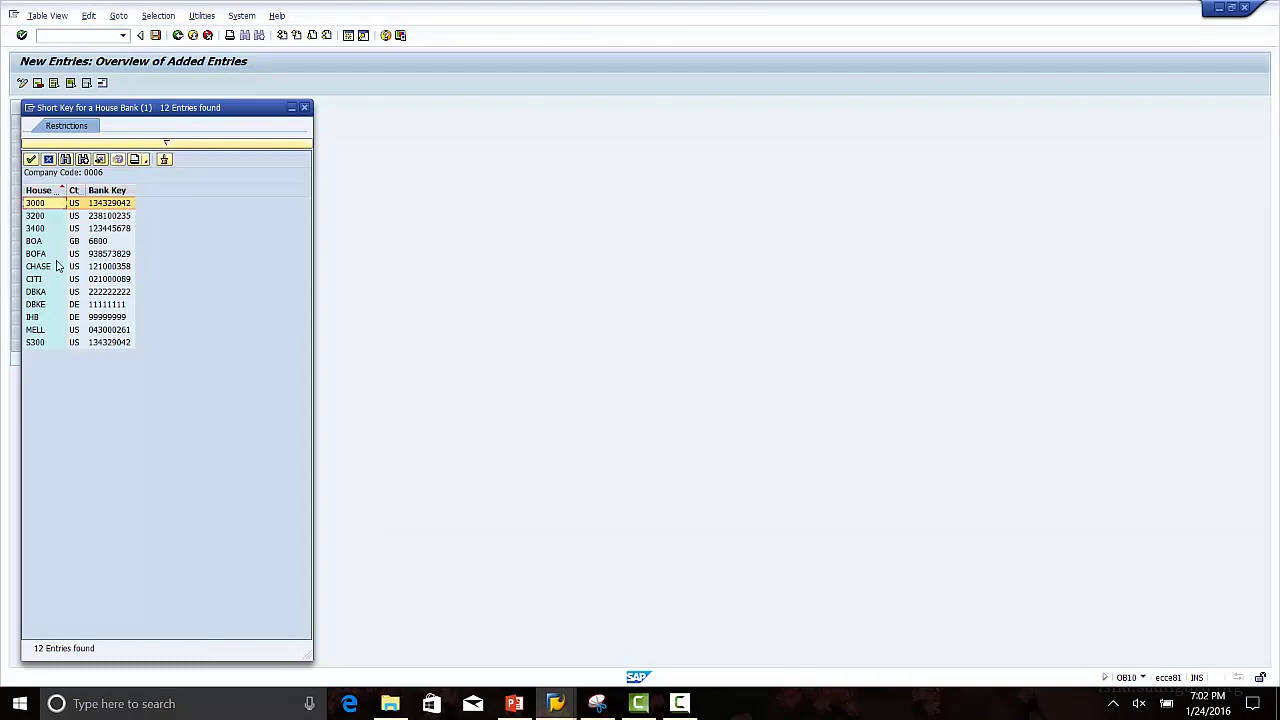 Table View Edit Goto Selection Utilities System Help
New Entries: Overview of Added Entries
Short Key for a House Bank (1) 12 Entries found
Restrictions
Company Code: 0006
House ... Ct.. Bank Key
3000 US 134329042
3200 US 238100235
3400 US 123445678
BOA GB 6800
BOFA US 938573829
CHASE US 121000358
CITI US 021000089
DBKA US 222222222
DBKE DE 11111111
IHB DE 99999999
MELL US 043000261
S300 US 134329042
12 Entries found
SAP
OB10 ecce81 INS
Type here to search
7:02 PM
1/24/2016